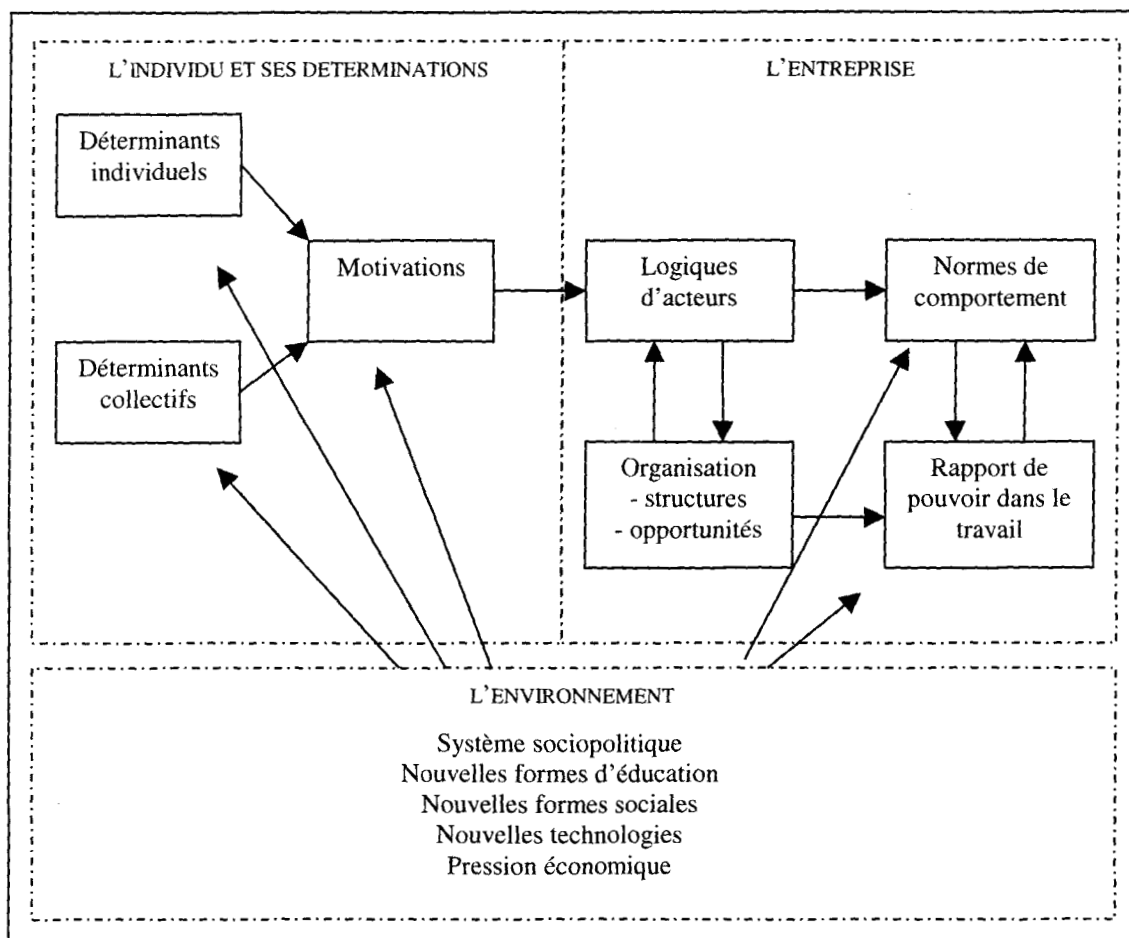 L'INDIVIDU ET SES DETERMINATIONS
Déterminants
individuels
Motivations
Déterminants
collectifs
L'ENTREPRISE
Logiques
d'acteurs
Normes de
comportement
Organisation
- structures
- opportunités
Rapport de
pouvoir dans le
travail
L'ENVIRONNEMENT
Système sociopolitique
Nouvelles formes d'éducation
Nouvelles formes sociales
Nouvelles technologies
Pression économique